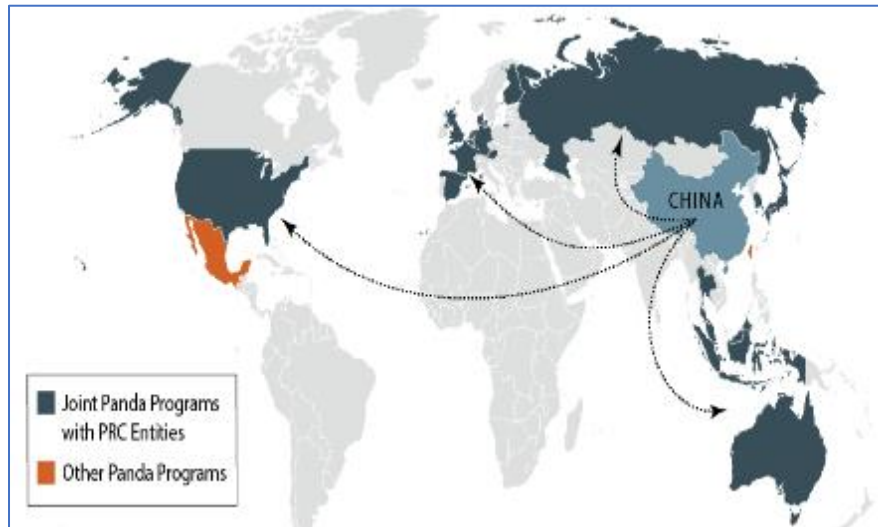 CHINA
Joint Panda Programs
with PRC Entities
Other Panda Programs